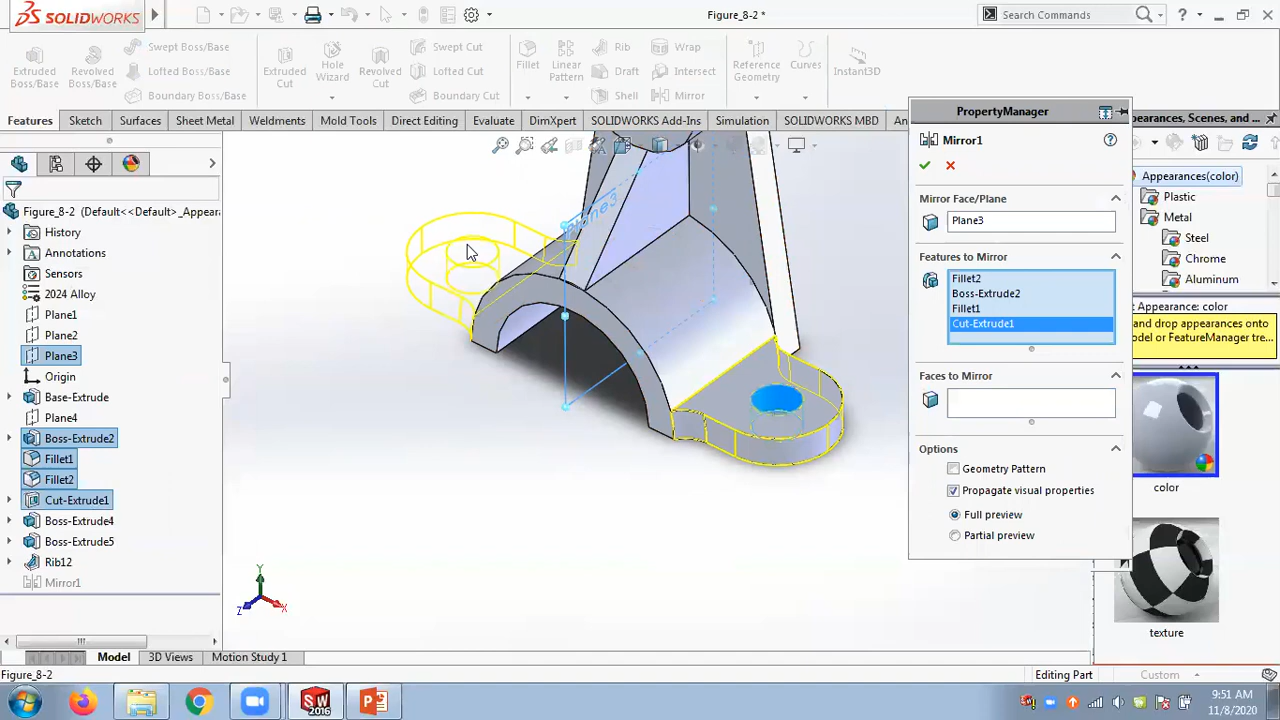 SOLIDWORKS
Figure_8-2 *
Search Commands
Extruded Boss/Base
Revolved Boss/Base
Swept Boss/Base
Lofted Boss/Base
Boundary Boss/Base
Extruded Cut
Hole Wizard
Revolved Cut
Swept Cut
Lofted Cut
Boundary Cut
Fillet
Linear Pattern
Rib
Draft
Shell
Wrap
Intersect
Mirror
Reference Geometry
Curves
Instant3D
Features
Sketch
Surfaces
Sheet Metal
Weldments
Mold Tools
Direct Editing
Evaluate
DimXpert
SOLIDWORKS Add-Ins
Simulation
SOLIDWORKS MBD
An
Figure_8-2 (Default<<Default>_Appear
History
Annotations
Sensors
2024 Alloy
Plane1
Plane2
Plane3
Origin
Base-Extrude
Plane4
Boss-Extrude2
Fillet1
Fillet2
Cut-Extrude1
Boss-Extrude4
Boss-Extrude5
Rib12
Mirror1
Plane3
Y
Z
X
PropertyManager
Mirror1
Mirror Face/Plane
Plane3
Features to Mirror
Fillet2
Boss-Extrude2
Fillet1
Cut-Extrude1
Faces to Mirror
Options
Geometry Pattern
Propagate visual properties
Full preview
Partial preview
pearances, Scenes, and...
Appearances(color)
Plastic
Metal
Steel
Chrome
Aluminum
t Appearance: color
and drop appearances onto
odel or FeatureManager tre...
color
texture
Model
3D Views
Motion Study 1
Figure_8-2
Editing Part
Custom
SW
2016
9:51 AM
11/8/2020